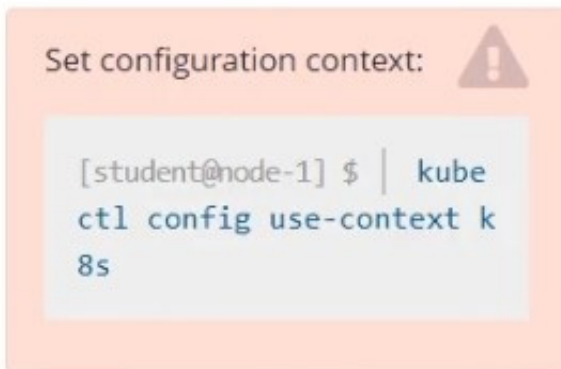 Set configuration context:
[student@node-1] $ | kube
ctl config use-context k
8s